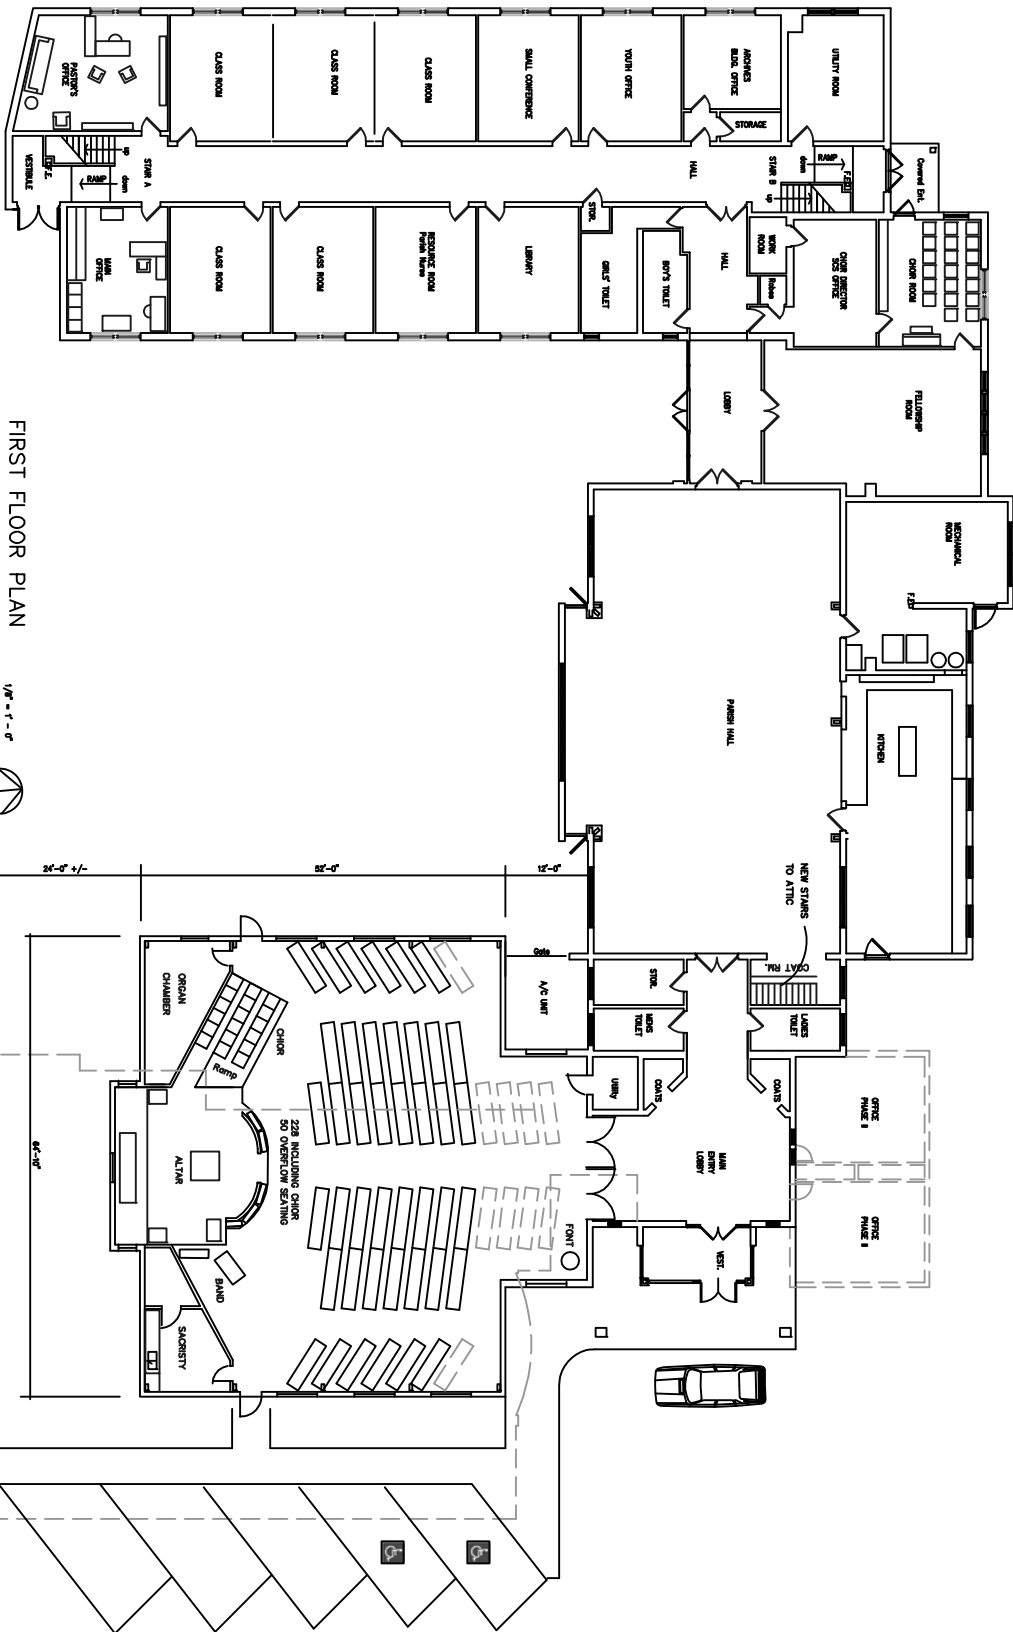 PASTOR'S
OFFICE
CLASS ROOM
CLASS ROOM
CLASS ROOM
SMALL CONFERENCE
YOUTH OFFICE
ARCHIVES
BLDG. OFFICE
STORAGE
UTILITY ROOM
VESTIBULE
F.E.
up
STAIR A
down
RAMP
HALL
STAIR B
up
down
RAMP
Covered Ent.
MAIN
OFFICE
CLASS ROOM
CLASS ROOM
RESOURCE ROOM
Parish Nurse
LIBRARY
STOR.
GIRLS' TOILET
BOY'S TOILET
HALL
WORK
ROOM
Robes
CHOIR DIRECTOR
SCS OFFICE
CHOIR ROOM
LOBBY
FELLOWSHIP
ROOM
MECHANICAL
ROOM
PARISH HALL
KITCHEN
NEW STAIRS
TO ATTIC
COAT RM.
STOR.
MENS
TOILET
LADIES
TOILET
COATS
COATS
Utility
MAIN
ENTRY
LOBBY
VEST.
OFFICE
PHASE II
OFFICE
PHASE II
Gate
A/C UNIT
ORGAN
CHAMBER
CHIOR
Ramp
ALTAR
228 INCLUDING CHIOR
50 OVERFLOW SEATING
FONT
BAND
SACRISTY
24'-0" +/-
52'-0"
12'-0"
64'-10"
FIRST FLOOR PLAN
1/8" = 1' - 0"